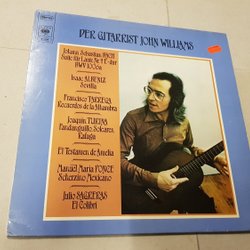 DER GITARRIST JOHN WILLIAMS
Johann Sebastian BACH
Suite für Laute Nr. 4 E-dur
BWV 1006a
Isaac ALBENIZ
Sevilla
Francisco TARREGA
Recuerdos de la Alhambra
Joaquin TURINA
Fandanguillo, Soleares,
Rafaga
El Testamen de Amelia
Manuel Maria PONCE
Scherzino Mexicano
Julio SAGRERAS
El Colibri